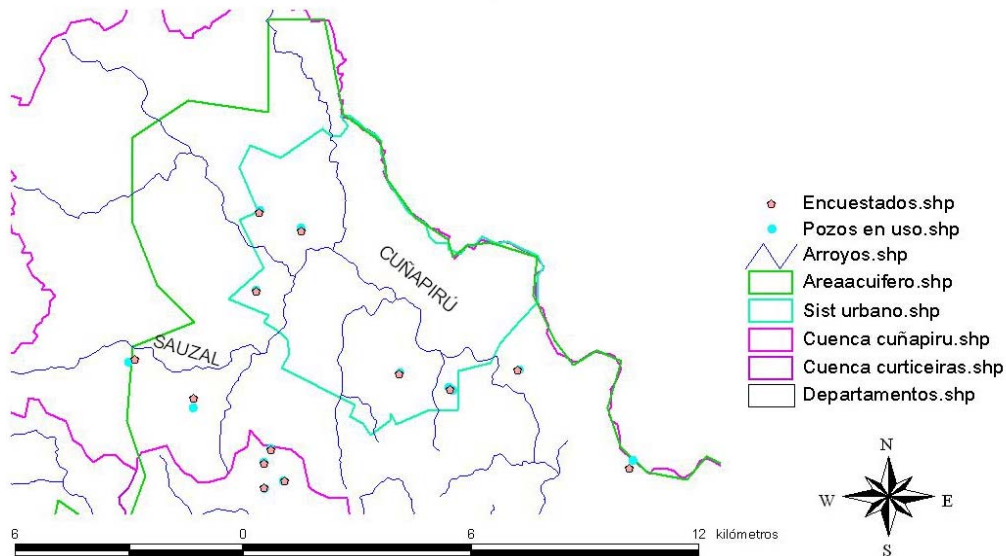 CUÑAPIRÚ
SAUZAL
Encuestados.shp
Pozos en uso.shp
Arroyos.shp
Areaacuifero.shp
Sist urbano.shp
Cuenca cuñapiru.shp
Cuenca curticeiras.shp
Departamentos.shp
N
W E
S
6 0 6 12 kilómetros